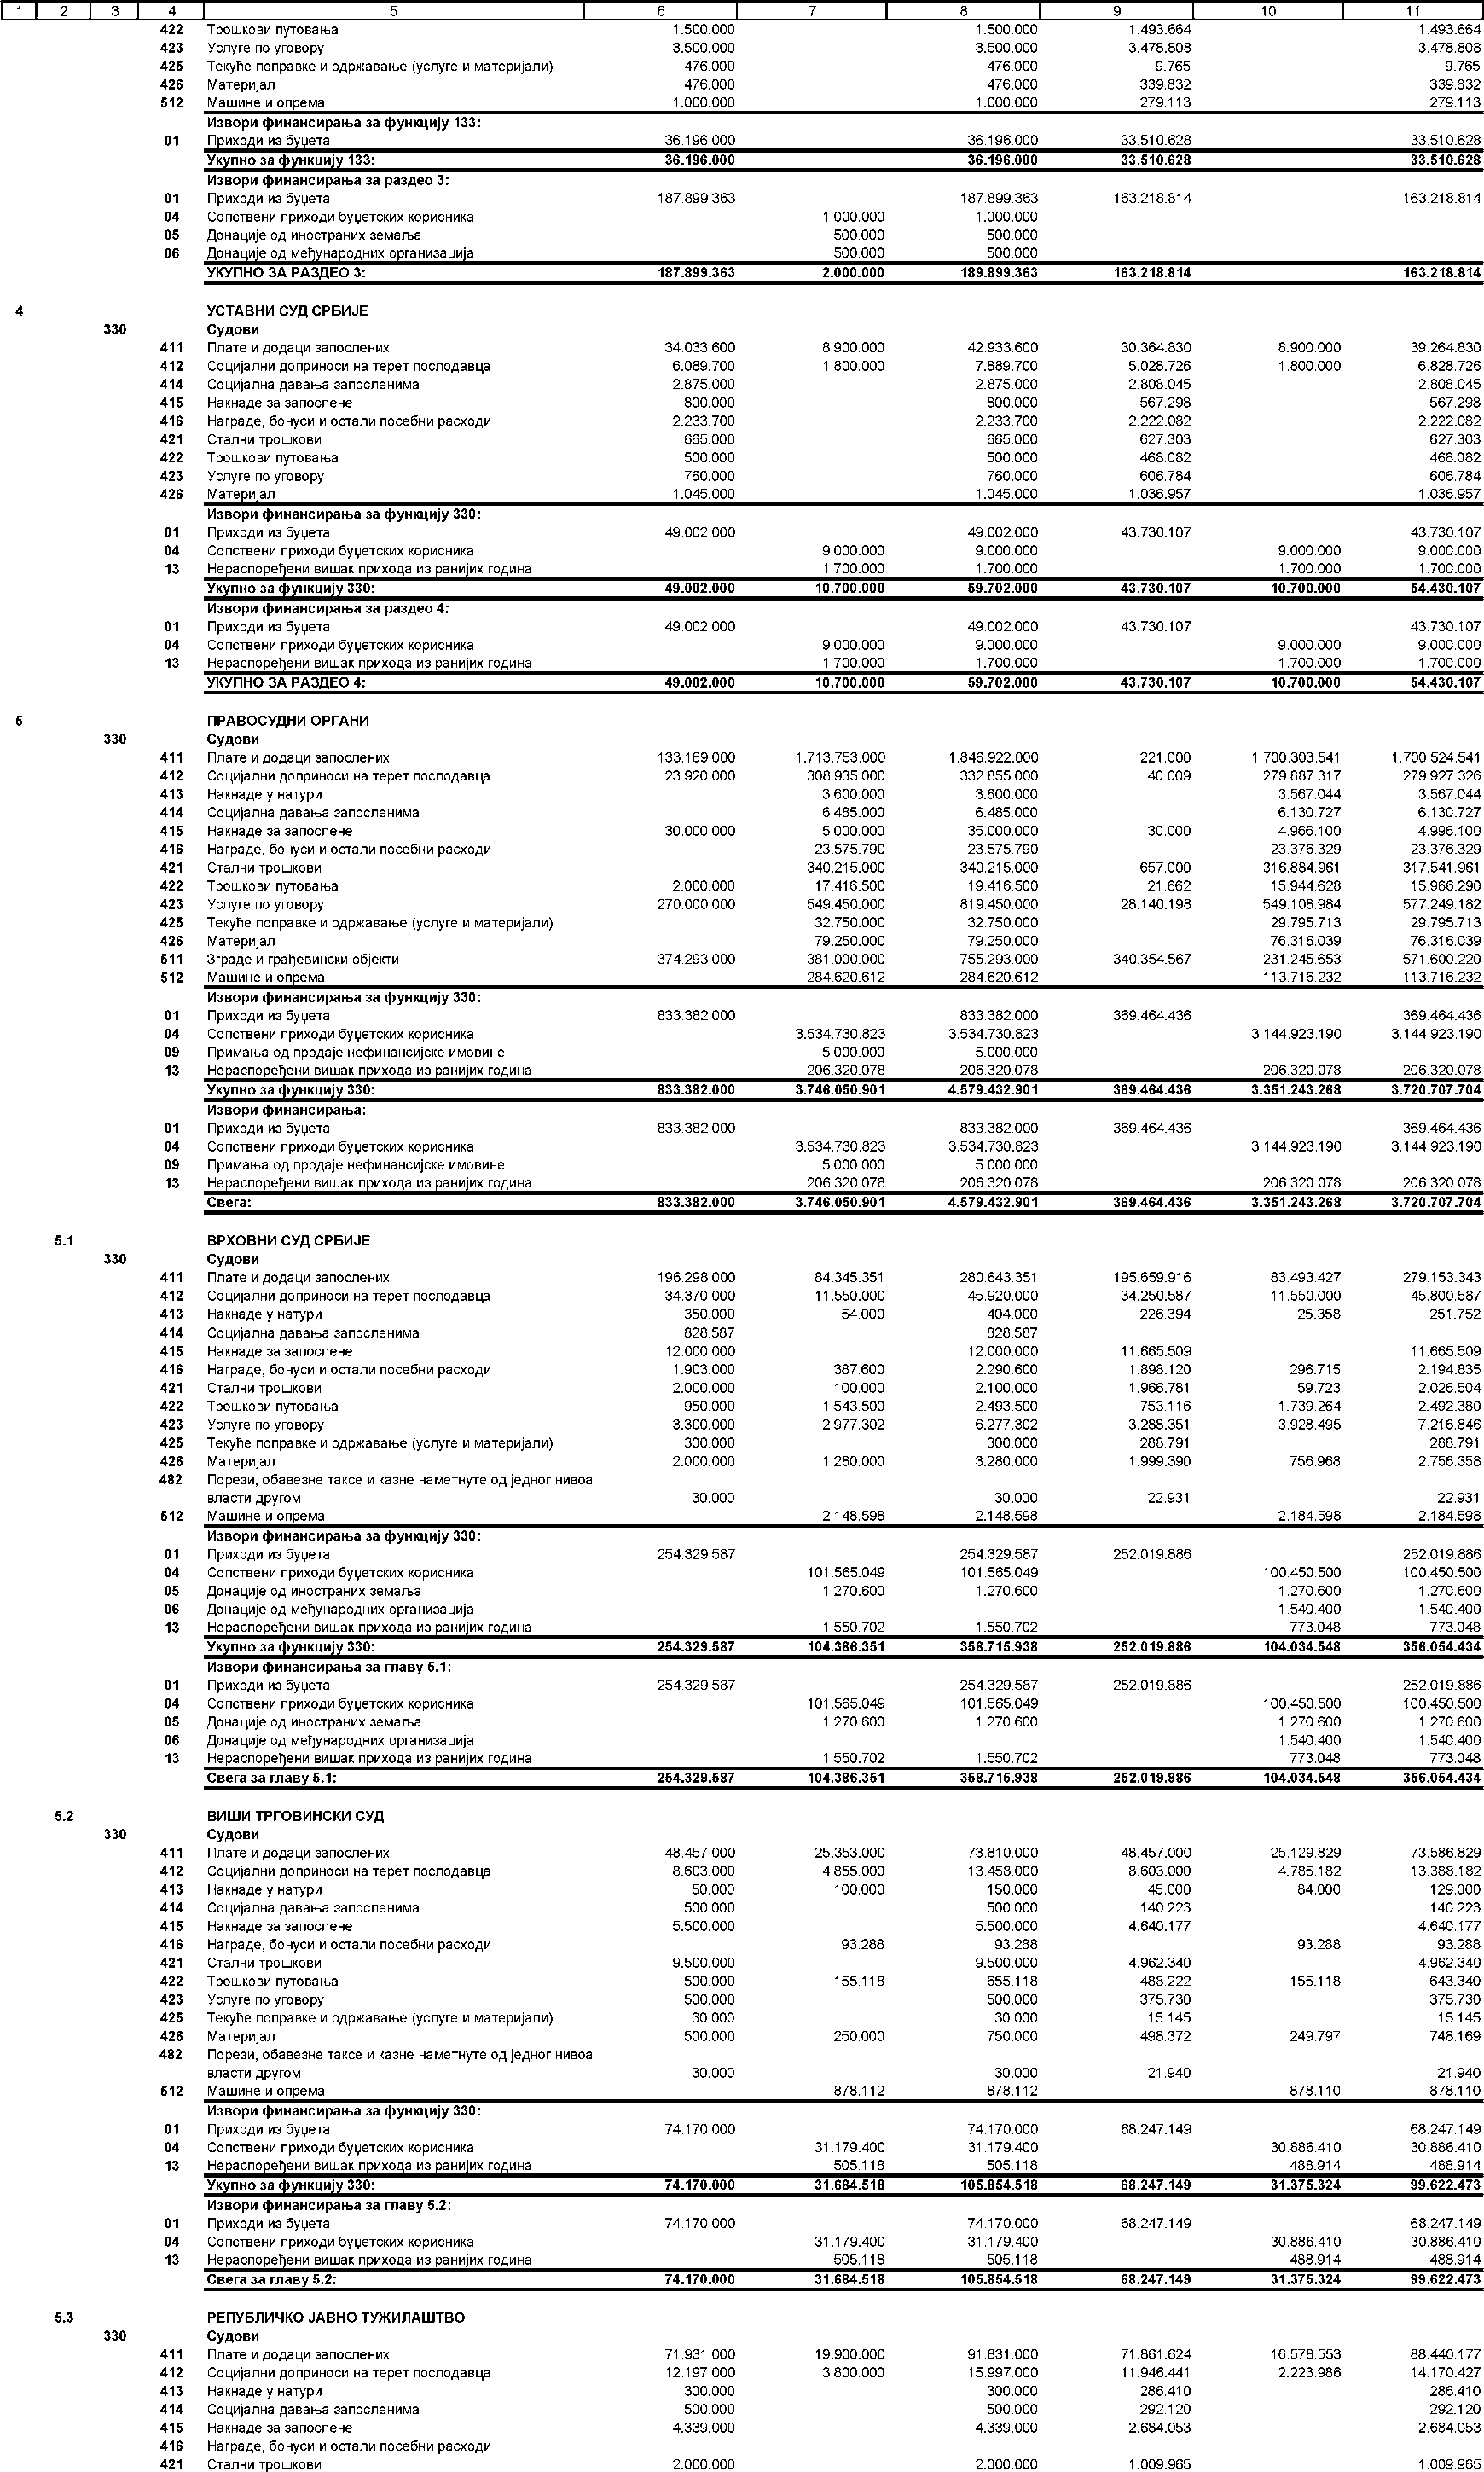 1 2 3 4 5 6 7 8 9 10 11
422 Трошкови путовања 1.500.000 1.500.000 1.493.664 1.493.664
423 Услуге по уговору 3.500.000 3.500.000 3.478.808 3.478.808
425 Текуће поправке и одржавање (услуге и материјали) 476.000 476.000 9.765 9.765
426 Материјал 476.000 476.000 339.832 339.832
512 Машине и опрема 1.000.000 1.000.000 279.113 279.113
Извори финансирања за функцију 133:
01 Приходи из буџета 36.196.000 36.196.000 33.510.628 33.510.628
Укупно за функцију 133: 36.196.000 36.196.000 33.510.628 33.510.628
Извори финансирања за раздео 3:
01 Приходи из буџета 187.899.363 187.899.363 163.218.814 163.218.814
04 Сопствени приходи буџетских корисника 1.000.000 1.000.000
05 Донације од иностраних земаља 500.000 500.000
06 Донације од међународних организација 500.000 500.000
УКУПНО ЗА РАЗДЕО 3: 187.899.363 2.000.000 189.899.363 163.218.814 163.218.814
4 УСТАВНИ СУД СРБИЈЕ
330 Судови
411 Плате и додаци запослених 34.033.600 8.900.000 42.933.600 30.364.830 8.900.000 39.264.830
412 Социјални доприноси на терет послодавца 6.089.700 1.800.000 7.889.700 5.028.726 1.800.000 6.828.726
414 Социјална давања запосленима 2.875.000 2.875.000 2.808.045 2.808.045
415 Накнаде за запослене 800.000 800.000 567.298 567.298
416 Награде, бонуси и остали посебни расходи 2.233.700 2.233.700 2.222.082 2.222.082
421 Стални трошкови 665.000 665.000 627.303 627.303
422 Трошкови путовања 500.000 500.000 468.082 468.082
423 Услуге по уговору 760.000 760.000 606.784 606.784
426 Материјал 1.045.000 1.045.000 1.036.957 1.036.957
Извори финансирања за функцију 330:
01 Приходи из буџета 49.002.000 49.002.000 43.730.107 43.730.107
04 Сопствени приходи буџетских корисника 9.000.000 9.000.000 9.000.000 9.000.000
13 Нераспоређени вишак прихода из ранијих година 1.700.000 1.700.000 1.700.000 1.700.000
Укупно за функцију 330: 49.002.000 10.700.000 59.702.000 43.730.107 10.700.000 54.430.107
Извори финансирања за раздео 4:
01 Приходи из буџета 49.002.000 49.002.000 43.730.107 43.730.107
04 Сопствени приходи буџетских корисника 9.000.000 9.000.000 9.000.000 9.000.000
13 Нераспоређени вишак прихода из ранијих година 1.700.000 1.700.000 1.700.000 1.700.000
УКУПНО ЗА РАЗДЕО 4: 49.002.000 10.700.000 59.702.000 43.730.107 10.700.000 54.430.107
5 ПРАВОСУДНИ ОРГАНИ
330 Судови
411 Плате и додаци запослених 133.169.000 1.713.753.000 1.846.922.000 221.000 1.700.303.541 1.700.524.541
412 Социјални доприноси на терет послодавца 23.920.000 308.935.000 332.855.000 40.009 279.887.317 279.927.326
413 Накнаде у натури 3.600.000 3.600.000 3.567.044 3.567.044
414 Социјална давања запосленима 6.485.000 6.485.000 6.130.727 6.130.727
415 Накнаде за запослене 30.000.000 5.000.000 35.000.000 30.000 4.966.100 4.996.100
416 Награде, бонуси и остали посебни расходи 23.575.790 23.575.790 23.376.329 23.376.329
421 Стални трошкови 340.215.000 340.215.000 657.000 316.884.961 317.541.961
422 Трошкови путовања 2.000.000 17.416.500 19.416.500 21.662 15.944.628 15.966.290
423 Услуге по уговору 270.000.000 549.450.000 819.450.000 28.140.198 549.108.984 577.249.182
425 Текуће поправке и одржавање (услуге и материјали) 32.750.000 32.750.000 29.795.713 29.795.713
426 Материјал 79.250.000 79.250.000 76.316.039 76.316.039
511 Зграде и грађевински објекти 374.293.000 381.000.000 755.293.000 340.354.567 231.245.653 571.600.220
512 Машине и опрема 284.620.612 284.620.612 113.716.232 113.716.232
Извори финансирања за функцију 330:
01 Приходи из буџета 833.382.000 833.382.000 369.464.436 369.464.436
04 Сопствени приходи буџетских корисника 3.534.730.823 3.534.730.823 3.144.923.190 3.144.923.190
09 Примања од продаје нефинансијске имовине 5.000.000 5.000.000
13 Нераспоређени вишак прихода из ранијих година 206.320.078 206.320.078 206.320.078 206.320.078
Укупно за функцију 330: 833.382.000 3.746.050.901 4.579.432.901 369.464.436 3.351.243.268 3.720.707.704
Извори финансирања:
01 Приходи из буџета 833.382.000 833.382.000 369.464.436 369.464.436
04 Сопствени приходи буџетских корисника 3.534.730.823 3.534.730.823 3.144.923.190 3.144.923.190
09 Примања од продаје нефинансијске имовине 5.000.000 5.000.000
13 Нераспоређени вишак прихода из ранијих година 206.320.078 206.320.078 206.320.078 206.320.078
Свега: 833.382.000 3.746.050.901 4.579.432.901 369.464.436 3.351.243.268 3.720.707.704
5.1 ВРХОВНИ СУД СРБИЈЕ
330 Судови
411 Плате и додаци запослених 196.298.000 84.345.351 280.643.351 195.659.916 83.493.427 279.153.343
412 Социјални доприноси на терет послодавца 34.370.000 11.550.000 45.920.000 34.250.587 11.550.000 45.800.587
413 Накнаде у натури 350.000 54.000 404.000 226.394 25.358 251.752
414 Социјална давања запосленима 828.587 828.587
415 Накнаде за запослене 12.000.000 12.000.000 11.665.509 11.665.509
416 Награде, бонуси и остали посебни расходи 1.903.000 387.600 2.290.600 1.898.120 296.715 2.194.835
421 Стални трошкови 2.000.000 100.000 2.100.000 1.966.781 59.723 2.026.504
422 Трошкови путовања 950.000 1.543.500 2.493.500 753.116 1.739.264 2.492.380
423 Услуге по уговору 3.300.000 2.977.302 6.277.302 3.288.351 3.928.495 7.216.846
425 Текуће поправке и одржавање (услуге и материјали) 300.000 300.000 288.791 288.791
426 Материјал 2.000.000 1.280.000 3.280.000 1.999.390 756.968 2.756.358
482 Порези, обавезне таксе и казне наметнуте од једног нивоа
власти другом 30.000 30.000 22.931 22.931
512 Машине и опрема 2.148.598 2.148.598 2.184.598 2.184.598
Извори финансирања за функцију 330:
01 Приходи из буџета 254.329.587 254.329.587 252.019.886 252.019.886
04 Сопствени приходи буџетских корисника 101.565.049 101.565.049 100.450.500 100.450.500
05 Донације од иностраних земаља 1.270.600 1.270.600 1.270.600 1.270.600
06 Донације од међународних организација 1.540.400 1.540.400
13 Нераспоређени вишак прихода из ранијих година 1.550.702 1.550.702 773.048 773.048
Укупно за функцију 330: 254.329.587 104.386.351 358.715.938 252.019.886 104.034.548 356.054.434
Извори финансирања за главу 5.1:
01 Приходи из буџета 254.329.587 254.329.587 252.019.886 252.019.886
04 Сопствени приходи буџетских корисника 101.565.049 101.565.049 100.450.500 100.450.500
05 Донације од иностраних земаља 1.270.600 1.270.600 1.270.600 1.270.600
06 Донације од међународних организација 1.540.400 1.540.400
13 Нераспоређени вишак прихода из ранијих година 1.550.702 1.550.702 773.048 773.048
Свега за главу 5.1: 254.329.587 104.386.351 358.715.938 252.019.886 104.034.548 356.054.434
5.2 ВИШИ ТРГОВИНСКИ СУД
330 Судови
411 Плате и додаци запослених 48.457.000 25.353.000 73.810.000 48.457.000 25.129.829 73.586.829
412 Социјални доприноси на терет послодавца 8.603.000 4.855.000 13.458.000 8.603.000 4.785.182 13.388.182
413 Накнаде у натури 50.000 100.000 150.000 45.000 84.000 129.000
414 Социјална давања запосленима 500.000 500.000 140.223 140.223
415 Накнаде за запослене 5.500.000 5.500.000 4.640.177 4.640.177
416 Награде, бонуси и остали посебни расходи 93.288 93.288 93.288 93.288
421 Стални трошкови 9.500.000 9.500.000 4.962.340 4.962.340
422 Трошкови путовања 500.000 155.118 655.118 488.222 155.118 643.340
423 Услуге по уговору 500.000 500.000 375.730 375.730
425 Текуће поправке и одржавање (услуге и материјали) 30.000 30.000 15.145 15.145
426 Материјал 500.000 250.000 750.000 498.372 249.797 748.169
482 Порези, обавезне таксе и казне наметнуте од једног нивоа
власти другом 30.000 30.000 21.940 21.940
512 Машине и опрема 878.112 878.112 878.110 878.110
Извори финансирања за функцију 330:
01 Приходи из буџета 74.170.000 74.170.000 68.247.149 68.247.149
04 Сопствени приходи буџетских корисника 31.179.400 31.179.400 30.886.410 30.886.410
13 Нераспоређени вишак прихода из ранијих година 505.118 505.118 488.914 488.914
Укупно за функцију 330: 74.170.000 31.684.518 105.854.518 68.247.149 31.375.324 99.622.473
Извори финансирања за главу 5.2:
01 Приходи из буџета 74.170.000 74.170.000 68.247.149 68.247.149
04 Сопствени приходи буџетских корисника 31.179.400 31.179.400 30.886.410 30.886.410
13 Нераспоређени вишак прихода из ранијих година 505.118 505.118 488.914 488.914
Свега за главу 5.2: 74.170.000 31.684.518 105.854.518 68.247.149 31.375.324 99.622.473
5.3 РЕПУБЛИЧКО ЈАВНО ТУЖИЛАШТВО
330 Судови
411 Плате и додаци запослених 71.931.000 19.900.000 91.831.000 71.861.624 16.578.553 88.440.177
412 Социјални доприноси на терет послодавца 12.197.000 3.800.000 15.997.000 11.946.441 2.223.986 14.170.427
413 Накнаде у натури 300.000 300.000 286.410 286.410
414 Социјална давања запосленима 500.000 500.000 292.120 292.120
415 Накнаде за запослене 4.339.000 4.339.000 2.684.053 2.684.053
416 Награде, бонуси и остали посебни расходи
421 Стални трошкови 2.000.000 2.000.000 1.009.965 1.009.965